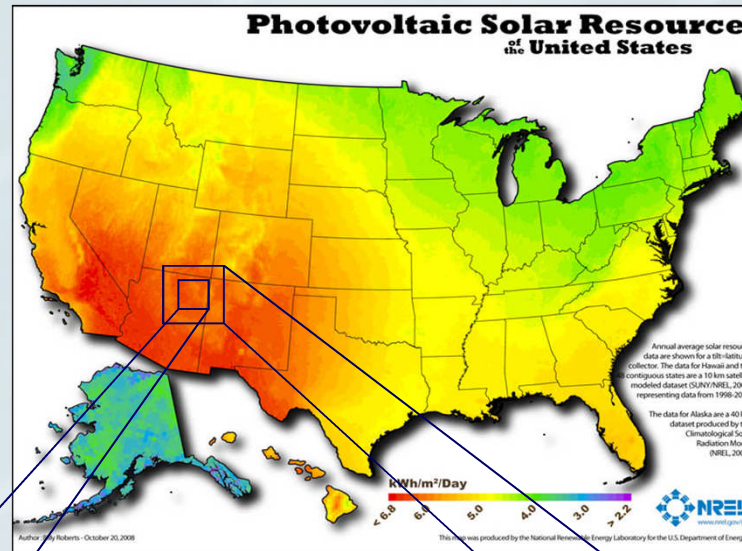 Photovoltaic Solar Resource
of the United States
Annual average solar resou
data are shown for a tilt=latitu
collector. The data for Hawaii and t
contiguous states are a 10 km satell
modeled dataset (SUNY/NREL, 200
representing data from 1998-20
The data for Alaska are a 40
dataset produced by t
Climatological So
Radiation Mo
(NREL, 200
kWh/m²/Day
< 6.8
6.0
5.0
4.0
3.0
> 2.2
NREL
www.nrel.gov
Author: Billy Roberts - October 20, 2008
This map was produced by the National Renewable Energy Laboratory for the U.S. Department of Energ